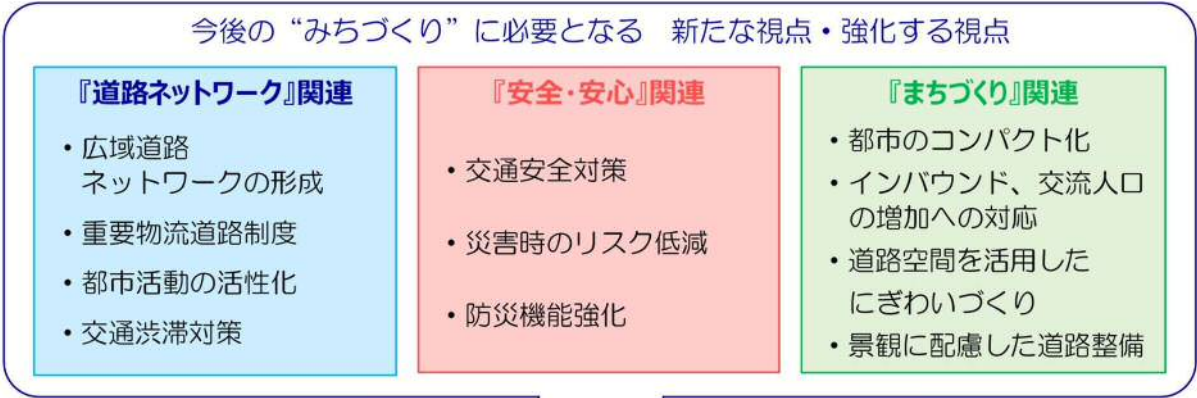 今後の“みちづくり”に必要となる　新たな視点・強化する視点
『道路ネットワーク』関連
・広域道路
ネットワークの形成
・重要物流道路制度
・都市活動の活性化
・交通渋滞対策
『安全・安心』関連
・交通安全対策
・災害時のリスク低減
・防災機能強化
『まちづくり』関連
・都市のコンパクト化
・インバウンド、交流人口
の増加への対応
・道路空間を活用した
にぎわいづくり
・景観に配慮した道路整備